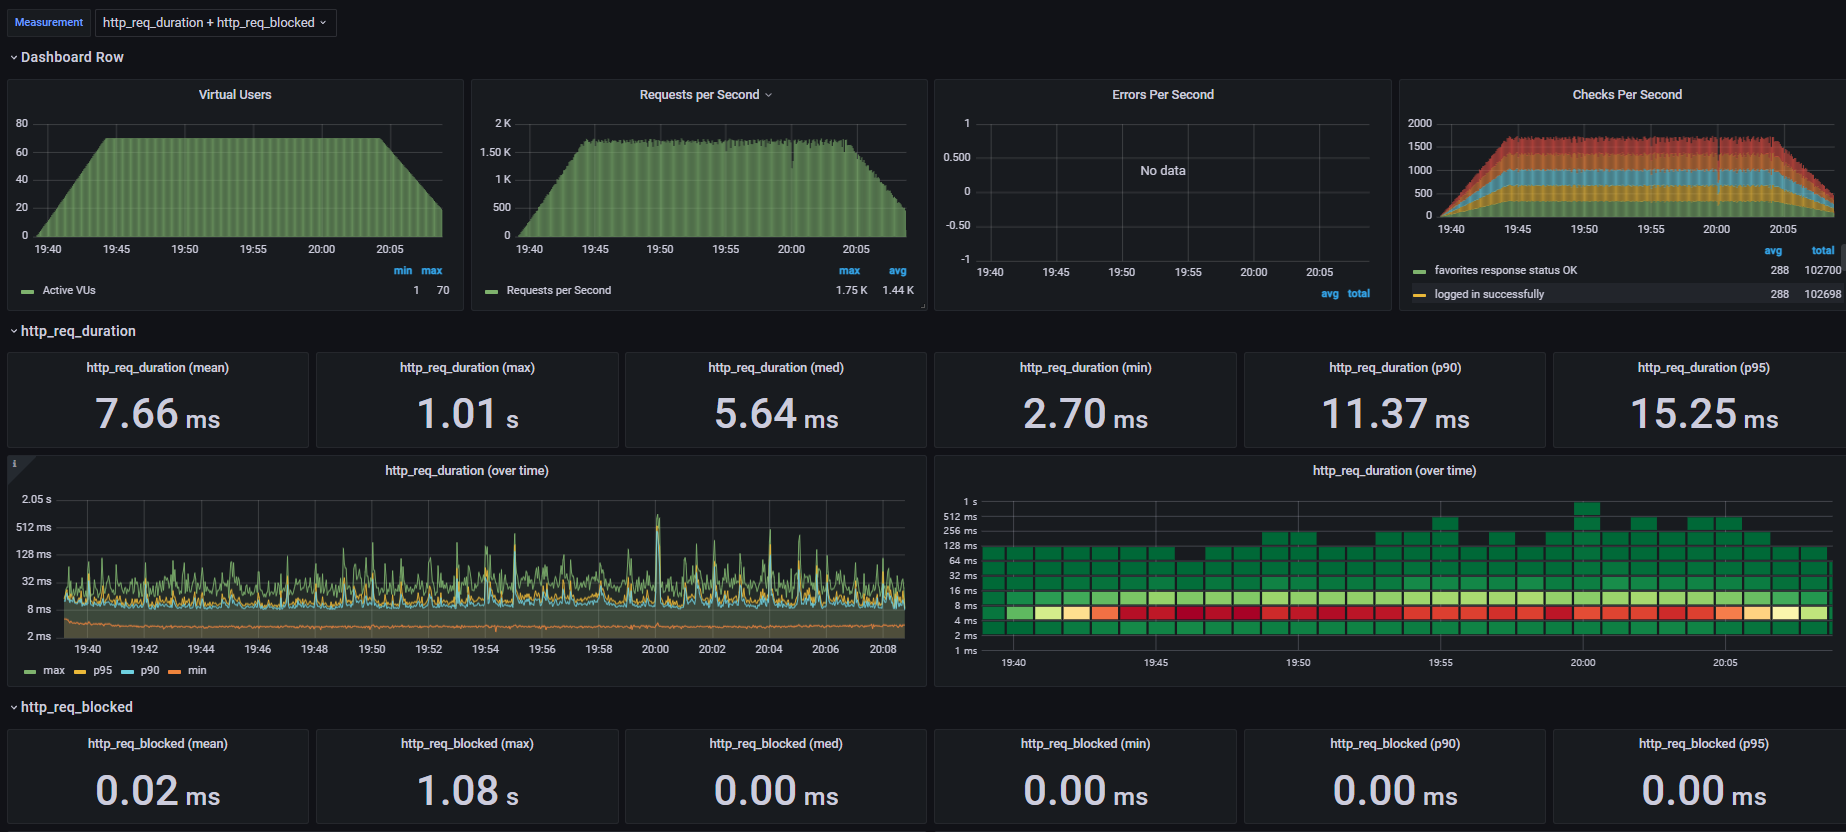 Measurement http_req_duration + http_req_blocked
Dashboard Row
Virtual Users
80
60
40
20
0
19:40 19:45 19:50 19:55 20:00 20:05
min max
Active VUs 1 70
Requests per Second
2 K
1.50 K
1 K
500
0
19:40 19:45 19:50 19:55 20:00 20:05
max avg
Requests per Second 1.75 K 1.44 K
Errors Per Second
1
0.500
0
-0.50
-1
No data
19:40 19:45 19:50 19:55 20:00 20:05
avg total
Checks Per Second
2000
1500
1000
500
0
19:40 19:45 19:50 19:55 20:00 20:05
avg total
favorites response status OK 288 102700
logged in successfully 288 102698
http_req_duration
http_req_duration (mean)
7.66 ms
http_req_duration (max)
1.01 s
http_req_duration (med)
5.64 ms
http_req_duration (min)
2.70 ms
http_req_duration (p90)
11.37 ms
http_req_duration (p95)
15.25 ms
i
http_req_duration (over time)
2.05 s
512 ms
128 ms
32 ms
8 ms
2 ms
19:40 19:42 19:44 19:46 19:48 19:50 19:52 19:54 19:56 19:58 20:00 20:02 20:04 20:06 20:08
max p95 p90 min
http_req_duration (over time)
1 s
512 ms
256 ms
128 ms
64 ms
32 ms
16 ms
8 ms
4 ms
2 ms
1 ms
19:40 19:45 19:50 19:55 20:00 20:05
http_req_blocked
http_req_blocked (mean)
0.02 ms
http_req_blocked (max)
1.08 s
http_req_blocked (med)
0.00 ms
http_req_blocked (min)
0.00 ms
http_req_blocked (p90)
0.00 ms
http_req_blocked (p95)
0.00 ms